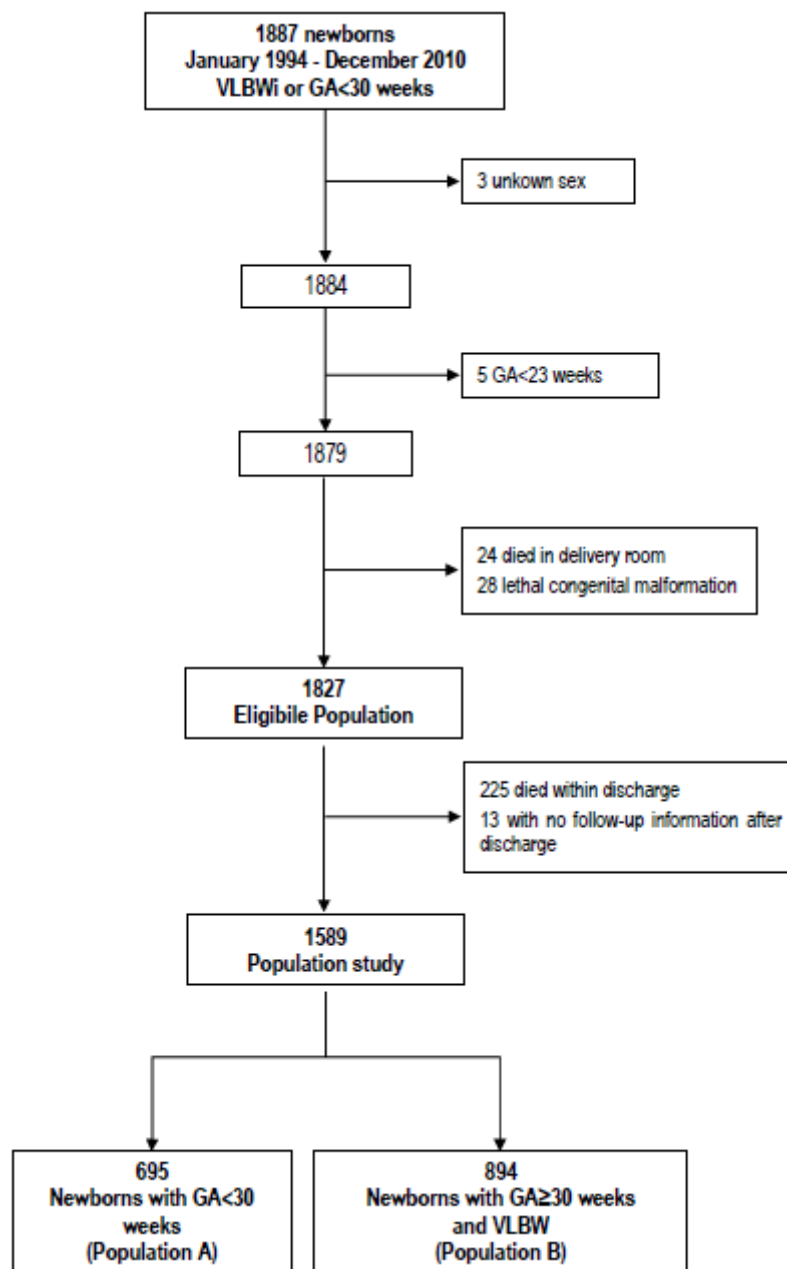 1887 newborns
January 1994 - December 2010
VLBWi or GA<30 weeks
3 unkown sex
1884
5 GA<23 weeks
1879
24 died in delivery room
28 lethal congenital malformation
1827
Eligibile Population
225 died within discharge
13 with no follow-up information after
discharge
1589
Population study
695
Newborns with GA<30
weeks
(Population A)
894
Newborns with GA≥30 weeks
and VLBW
(Population B)